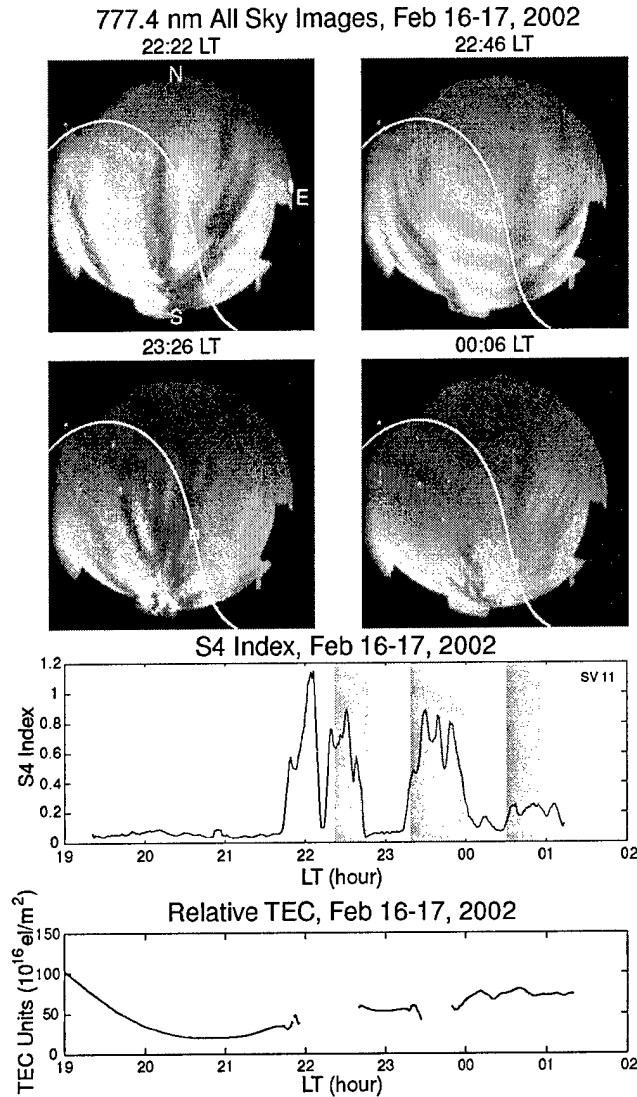 777.4 nm All Sky Images, Feb 16-17, 2002
22:22 LT
22:46 LT
N
E
S
23:26 LT
00:06 LT
S4 Index, Feb 16-17, 2002
SV 11
S4 Index
1.2
1
0.8
0.6
0.4
0.2
0
19 20 21 22 23 00 01 02
LT (hour)
Relative TEC, Feb 16-17, 2002
TEC Units (10^16 el/m^2)
150
100
50
0
19 20 21 22 23 00 01 02
LT (hour)